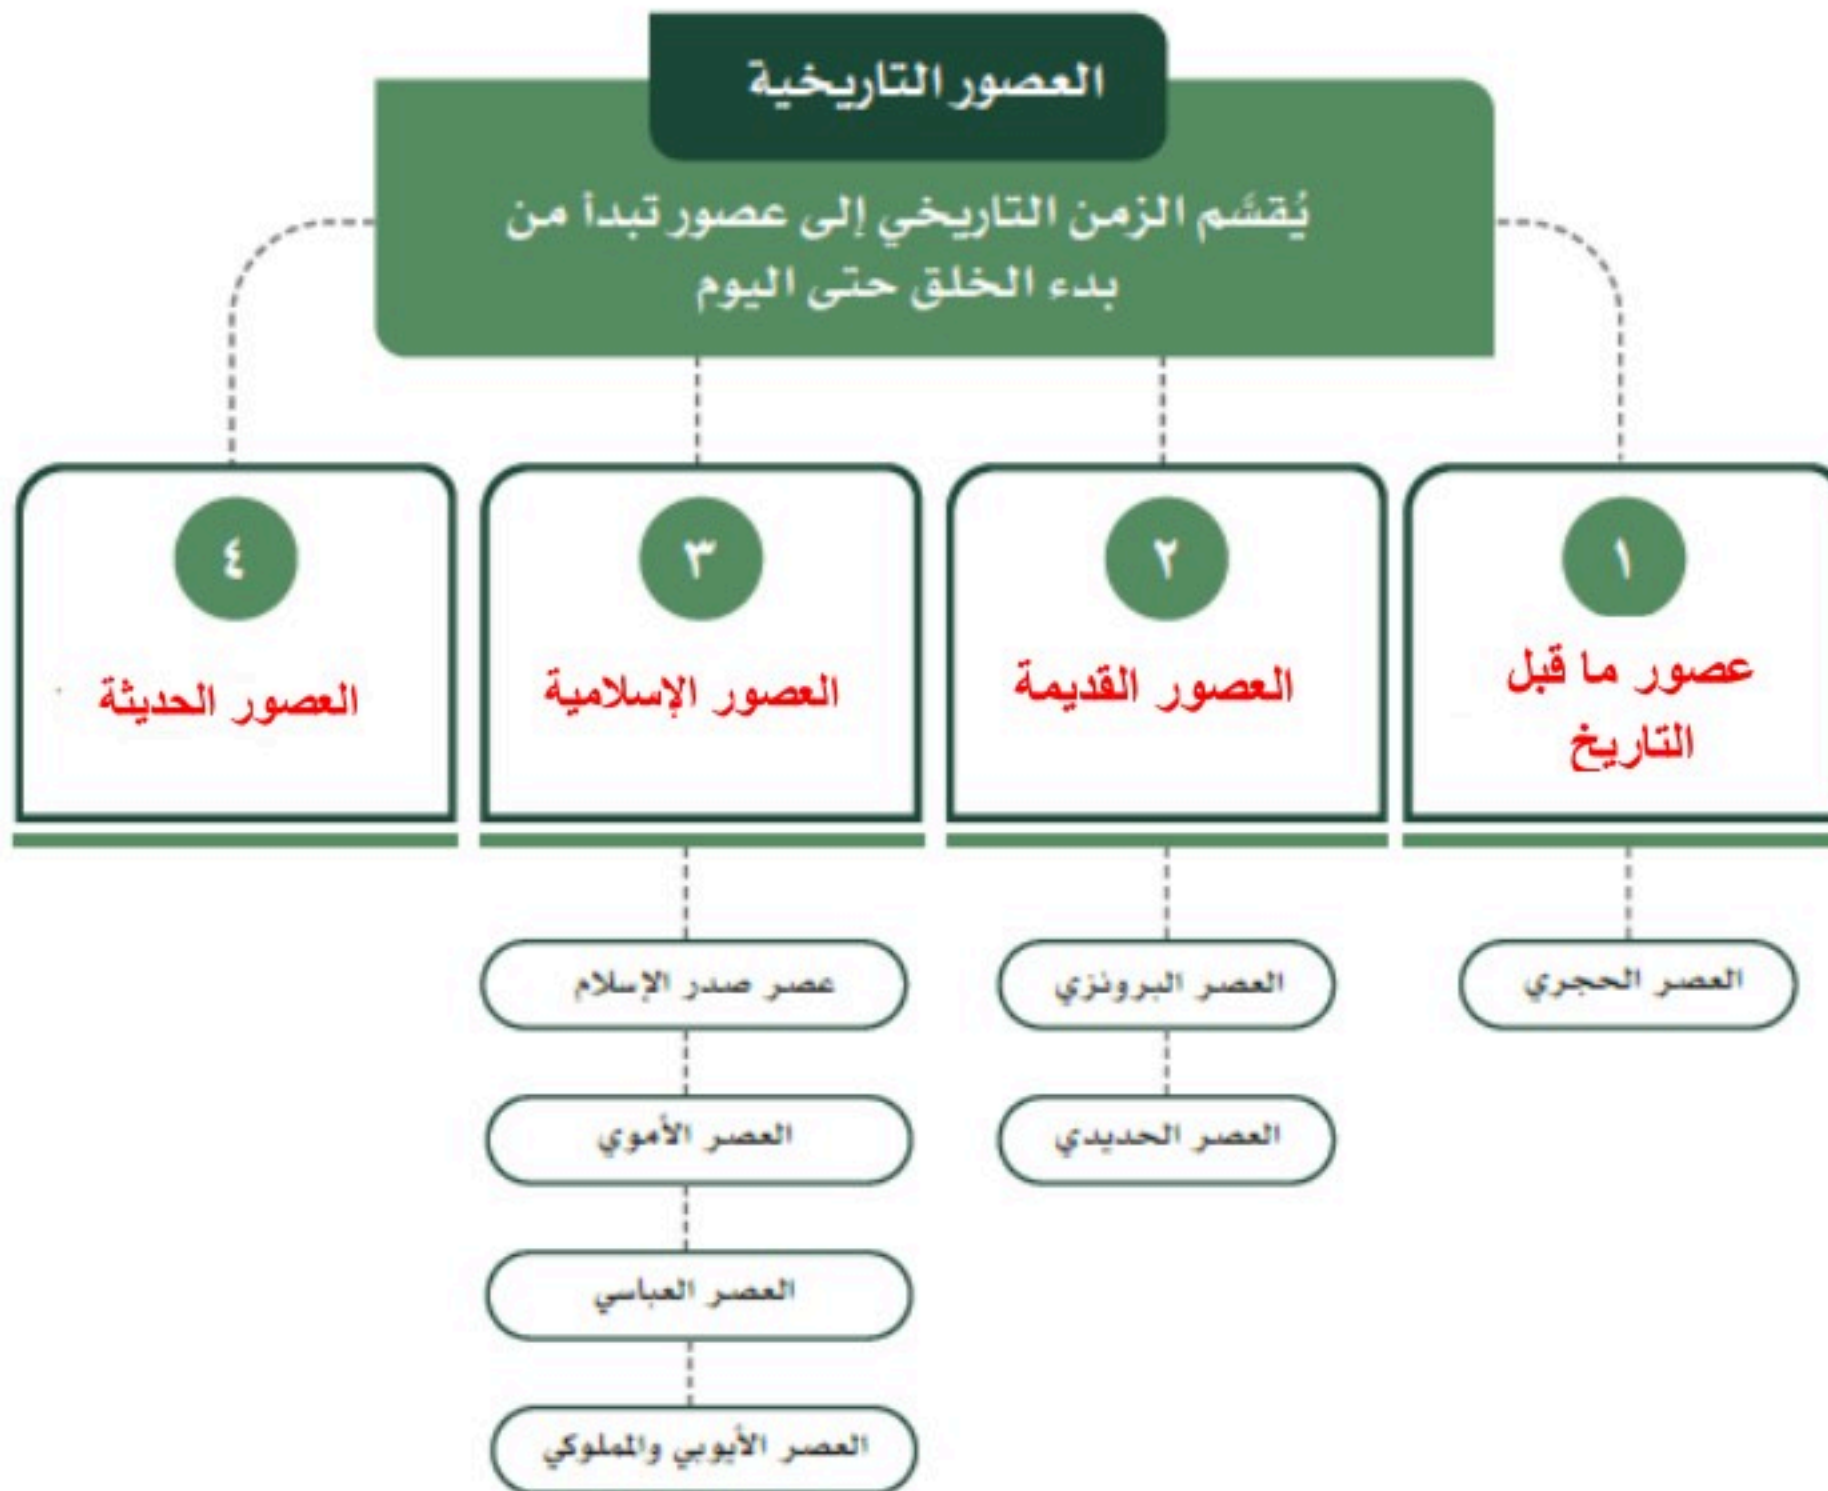 العصور التاريخية
يُقسَّم الزمن التاريخي إلى عصور تبدأ من
بدء الخلق حتى اليوم
١
عصور ما قبل
التاريخ
العصر الحجري
٢
العصور القديمة
العصر البرونزي
العصر الحديدي
٣
العصور الإسلامية
عصر صدر الإسلام
العصر الأموي
العصر العباسي
العصر الأيوبي والمملوكي
٤
العصور الحديثة